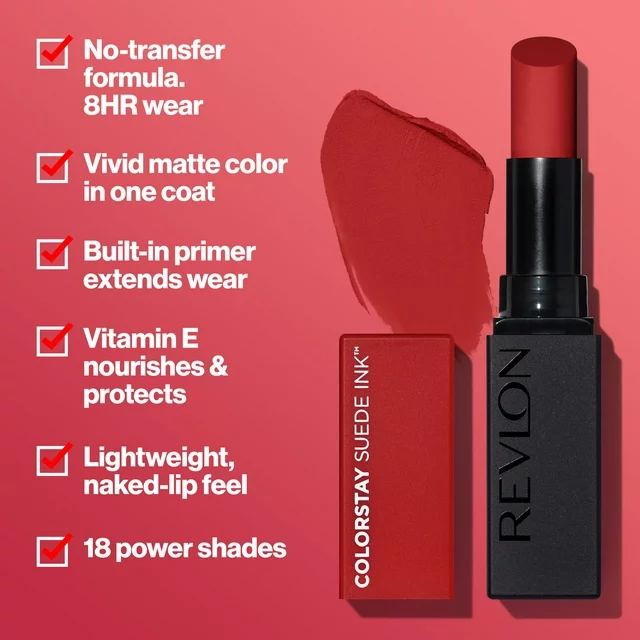 No-transfer
formula.
8HR wear
Vivid matte color
in one coat
Built-in primer
extends wear
Vitamin E
nourishes &
protects
Lightweight,
naked-lip feel
18 power shades
COLORSTAY SUEDE INK™
REVLON